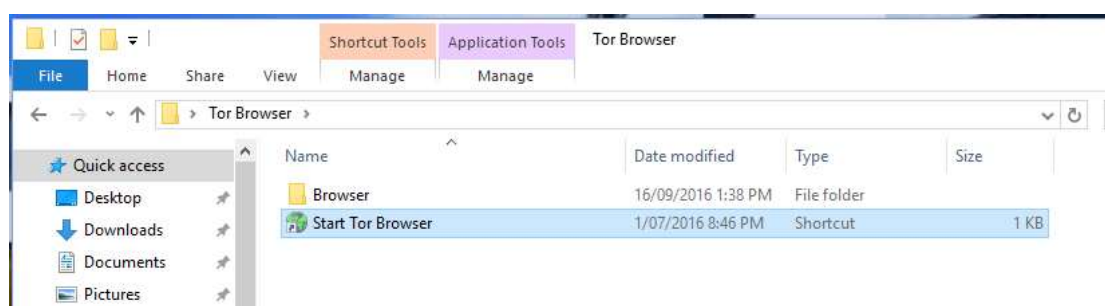 Shortcut Tools Application Tools Tor Browser
File Home Share View Manage Manage
Tor Browser
Quick access
Desktop
Downloads
Documents
Pictures
Name Date modified Type Size
Browser 16/09/2016 1:38 PM File folder
Start Tor Browser 1/07/2016 8:46 PM Shortcut 1 KB